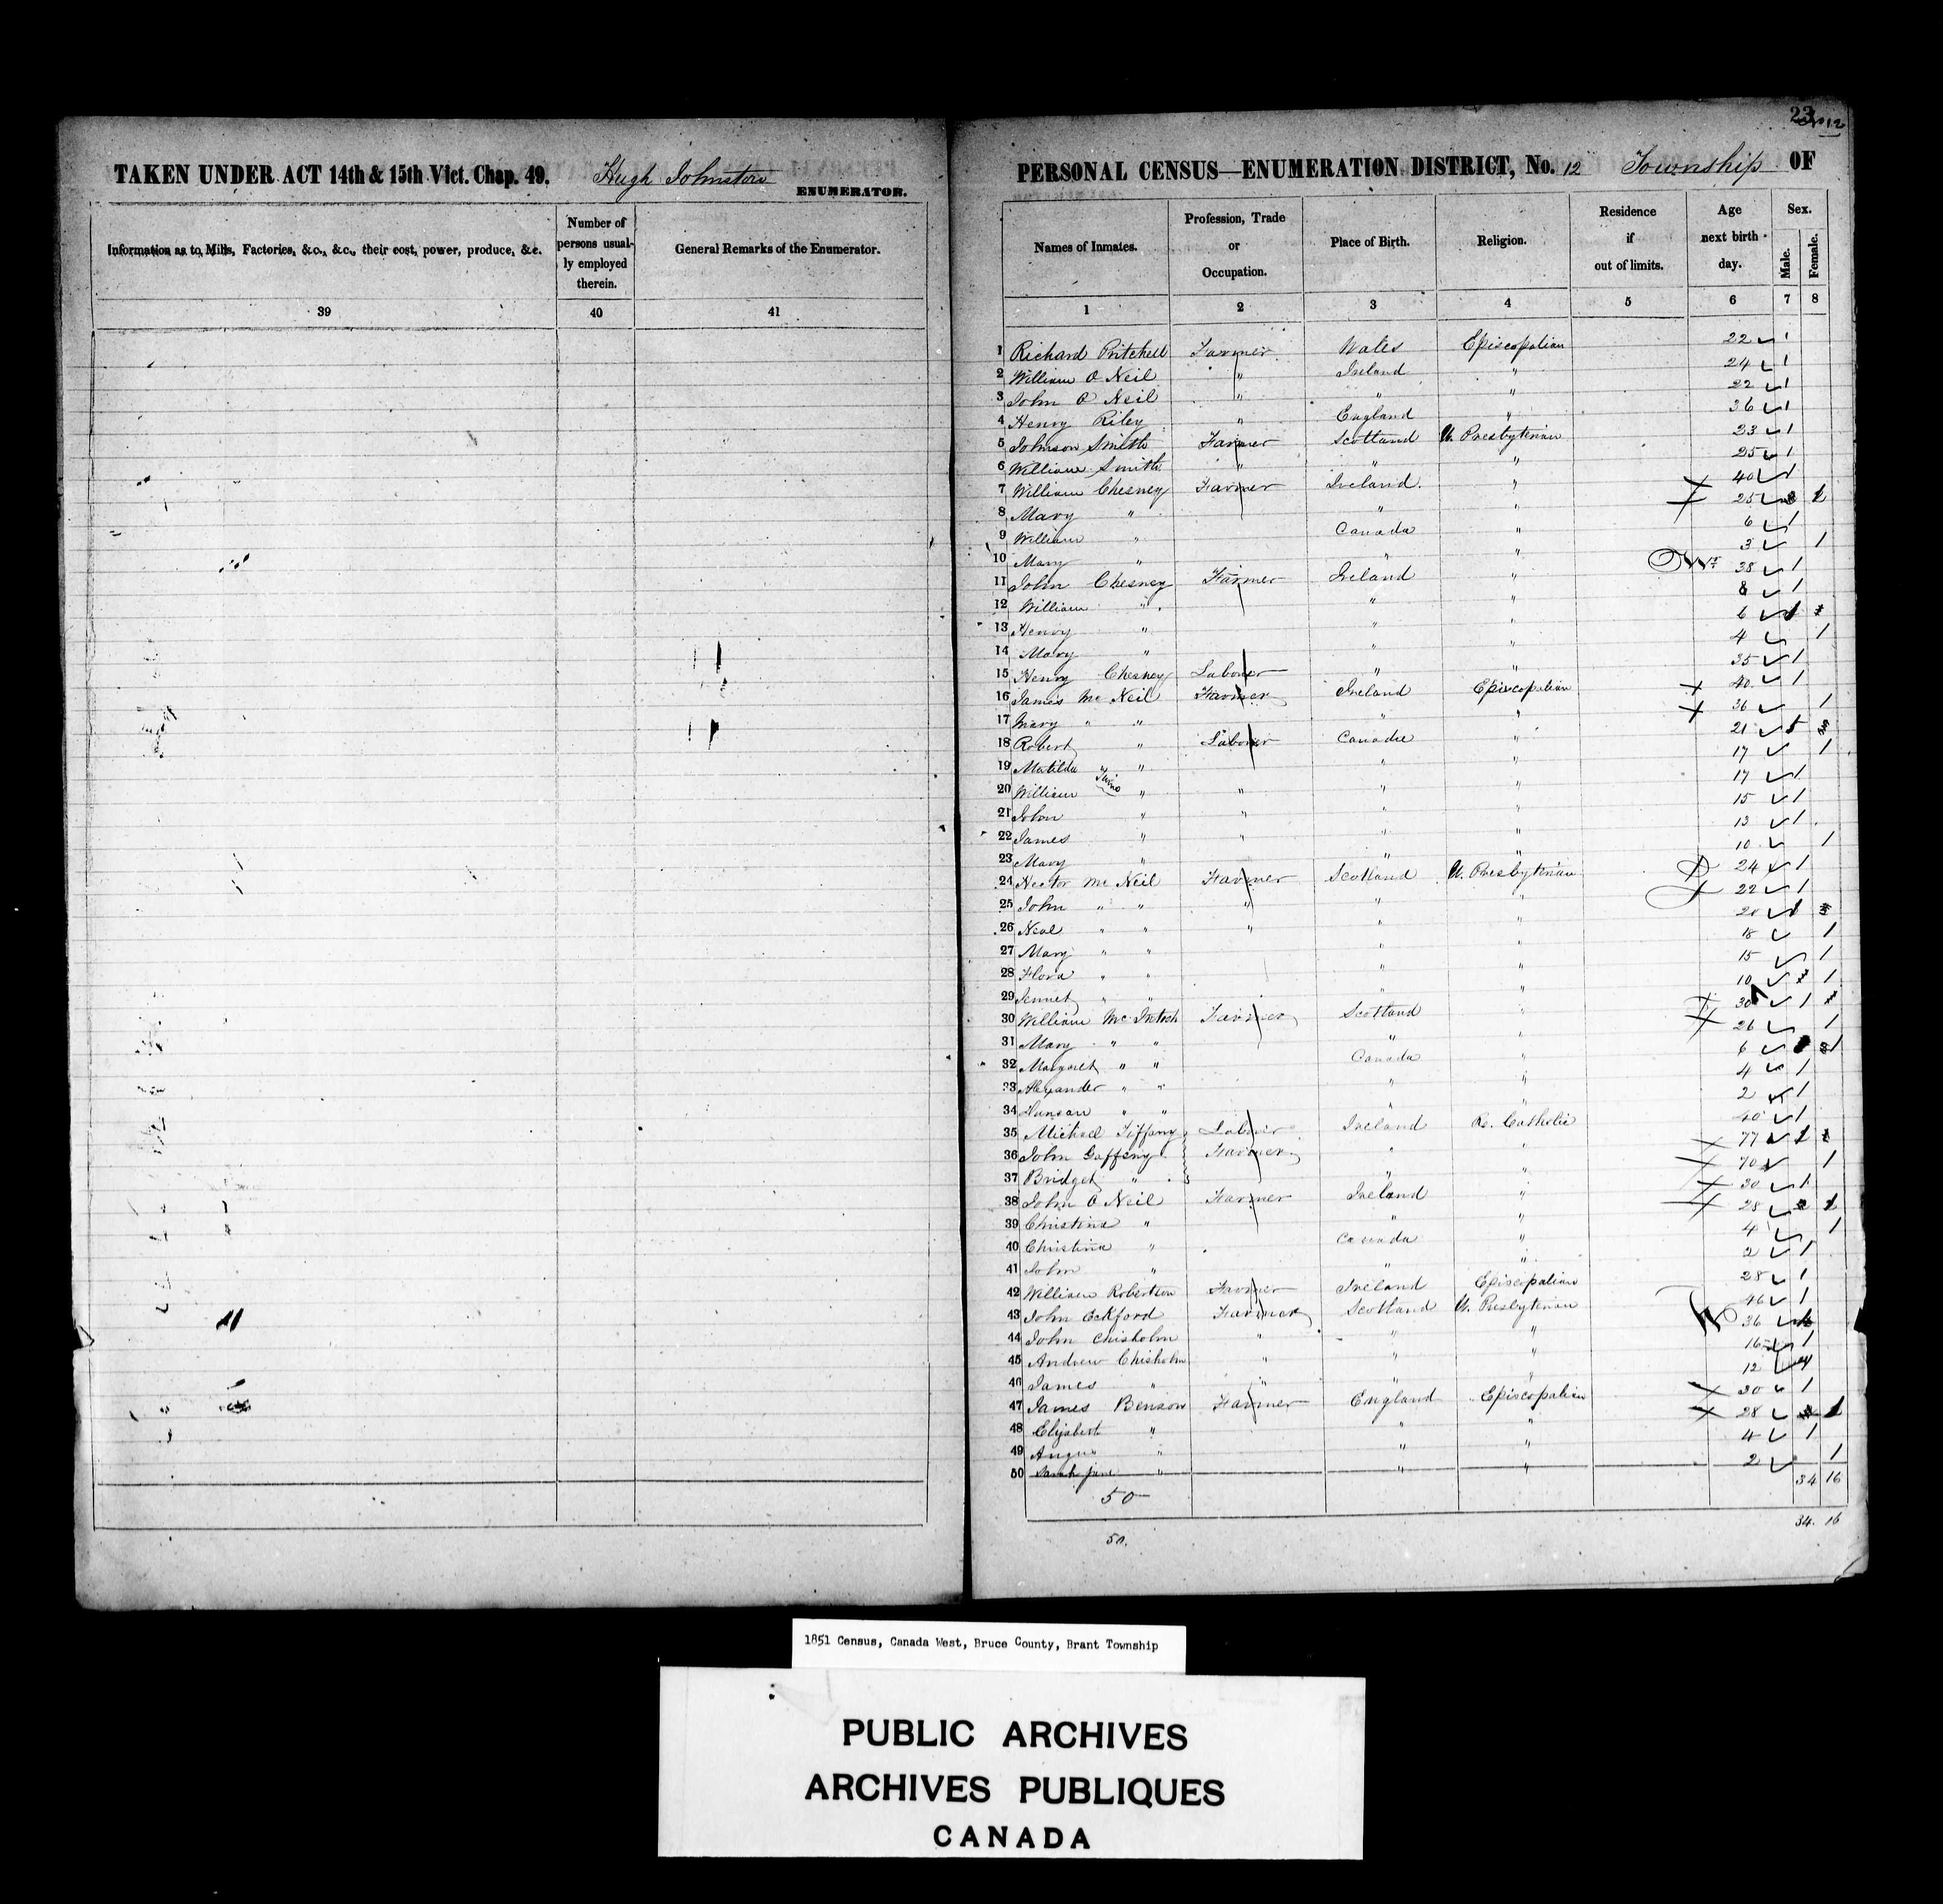 TAKEN UNDER ACT 14th & 15th Vict. Chap. 49. Hugh Johnston ENUMERATOR.
Information as to Mills, Factories, &c., &c., their cost, power, produce, &c.
Number of persons usually employed therein.
General Remarks of the Enumerator.
39 40 41
23
PERSONAL CENSUS—ENUMERATION DISTRICT, No. 12 Township OF
Names of Inmates.
Profession, Trade or Occupation.
Place of Birth.
Religion.
Residence if out of limits.
Age next birth day.
Sex.
Male. Female.
1 2 3 4 5 6 7 8
1 Richard Pritchell Farmer Wales Episcopalian 22 1
2 William O Neil " Ireland " 24 1
3 John O Neil " " " 22 1
4 Henry Riley " England " 36 1
5 Johnson Smith Farmer Scotland U. Presbyterian 23 1
6 William Smith " " " 25 1
7 William Chesney Farmer Ireland " 40 1
8 Mary " " " 25 1
9 William " Canada " 6 1
10 Mary " " " 3 1
11 John Chesney Farmer Ireland " 38 1
12 William " " " 8 1
13 Henry " " " 6 1
14 Mary " " " 4 1
15 Henry Chesney Laborer " " 35 1
16 James Mc Neil Farmer Ireland Episcopalian 40 1
17 Mary " " " " 36 1
18 Robert " Laborer Canada " 21
19 Matilda " " " " 17 1
20 William Twins " " " " 17 1
21 John " " " " 15 1
22 James " " " " 13 1
23 Mary " " " 10 1
24 Hector Mc Neil Farmer Scotland U. Presbyterian 24 1
25 John " " " " " 22 1
26 Neal " " " " " 20 1
27 Mary " " " " 18 1
28 Flora " " " " 15 1
29 Jennet " " " " 10 1
30 William Mc Intosh Farmer Scotland " 30 1
31 Mary " " " " 26 1
32 Margaret " " Canada " 6 1
33 Alexander " " " " 4 1
34 Duncan " " " " 2 1
35 Michael Tiffany Labourer Ireland R. Catholic 40 1
36 John Gaffeny Farmer " " 77 1
37 Bridget " " " 70 1
38 John O Neil Farmer Ireland " 30 1
39 Christina " " " 28 1
40 Christina " Canada " 4 1
41 John " " " 2 1
42 William Robertson Farmer Ireland Episcopalian 28 1
43 John Eckford Farmer Scotland U. Presbyterian 46 1
44 John Chisholm " " " 36
45 Andrew Chisholm " " " 16 1
46 James " " " " 12
47 James Benson Farmer England Episcopalian 30 1
48 Elizabeth " " " 28 1
49 Angus " " " 4 1
50 Sarah Jane " " " 2 1
50 34 16
50. 34. 16
1851 Census, Canada West, Bruce County, Brant Township
PUBLIC ARCHIVES
ARCHIVES PUBLIQUES
CANADA